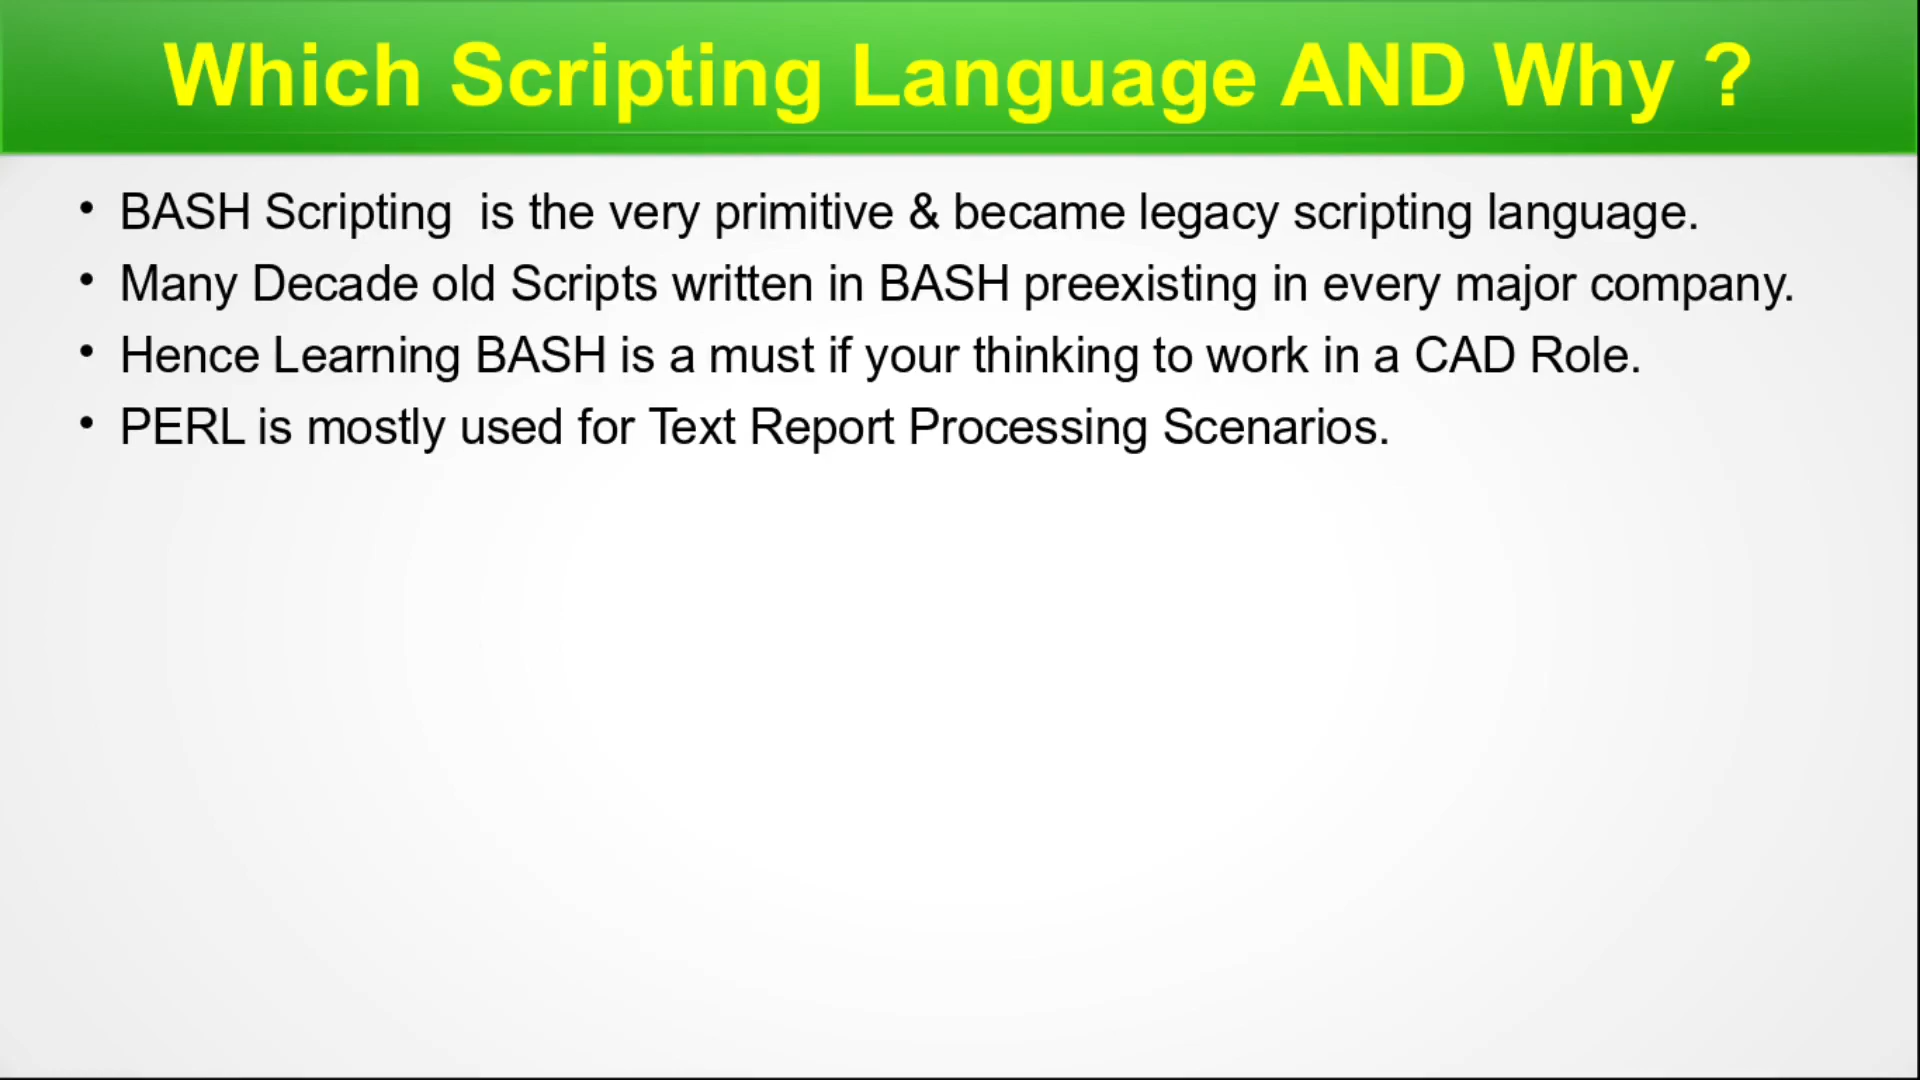 Which Scripting Language AND Why ?
• BASH Scripting  is the very primitive & became legacy scripting language.
• Many Decade old Scripts written in BASH preexisting in every major company.
• Hence Learning BASH is a must if your thinking to work in a CAD Role.
• PERL is mostly used for Text Report Processing Scenarios.